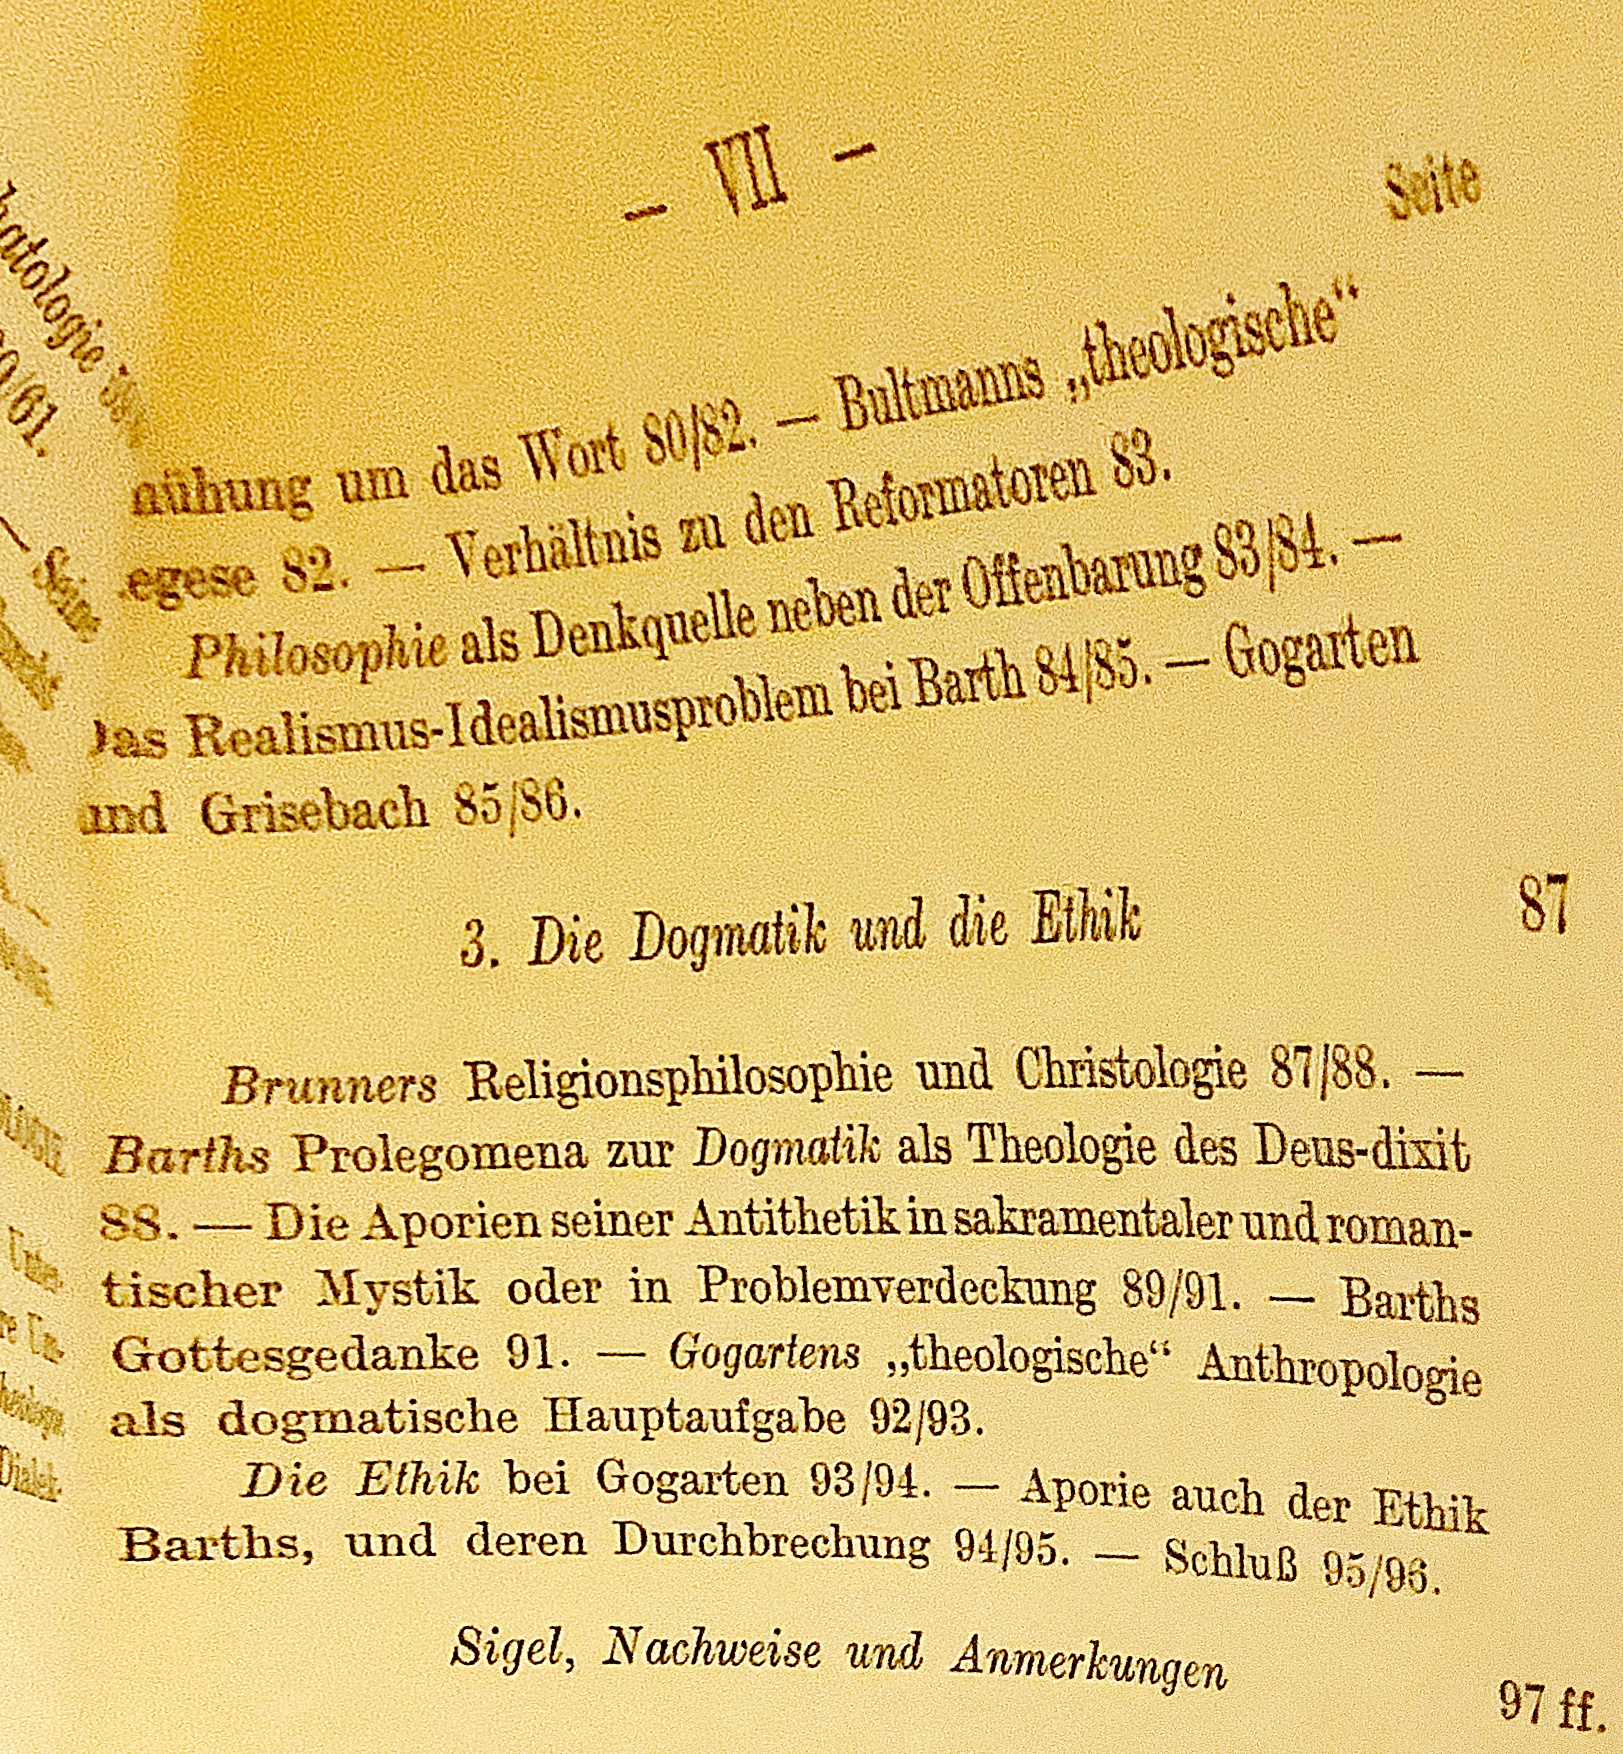 — VII —
Seite
mühung um das Wort 80/82. — Bultmanns „theologische“
egese 82. — Verhältnis zu den Reformatoren 83.
Philosophie als Denkquelle neben der Offenbarung 83/84. —
Das Realismus-Idealismusproblem bei Barth 84/85. — Gogarten
und Grisebach 85/86.
3. Die Dogmatik und die Ethik 87
Brunners Religionsphilosophie und Christologie 87/88. —
Barths Prolegomena zur Dogmatik als Theologie des Deus-dixit
88. — Die Aporien seiner Antithetik in sakramentaler und roman-
tischer Mystik oder in Problemverdeckung 89/91. — Barths
Gottesgedanke 91. — Gogartens „theologische“ Anthropologie
als dogmatische Hauptaufgabe 92/93.
Die Ethik bei Gogarten 93/94. — Aporie auch der Ethik
Barths, und deren Durchbrechung 94/95. — Schluß 95/96.
Sigel, Nachweise und Anmerkungen 97 ff.